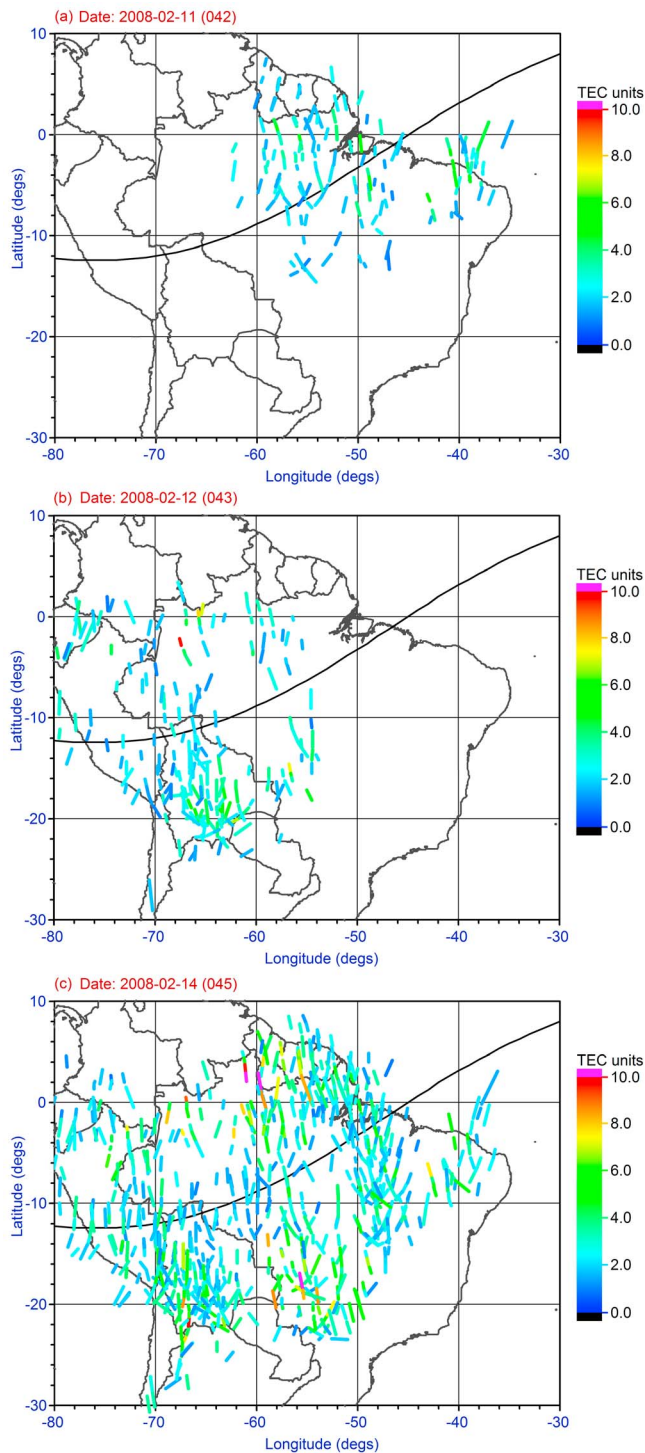 (a) Date: 2008-02-11 (042)
TEC units
10
0
-10
-20
-30
Latitude (degs)
-80 -70 -60 -50 -40 -30
Longitude (degs)
10.0
8.0
6.0
4.0
2.0
0.0
(b) Date: 2008-02-12 (043)
TEC units
10
0
-10
-20
-30
Latitude (degs)
-80 -70 -60 -50 -40 -30
Longitude (degs)
10.0
8.0
6.0
4.0
2.0
0.0
(c) Date: 2008-02-14 (045)
TEC units
10
0
-10
-20
-30
Latitude (degs)
-80 -70 -60 -50 -40 -30
Longitude (degs)
10.0
8.0
6.0
4.0
2.0
0.0